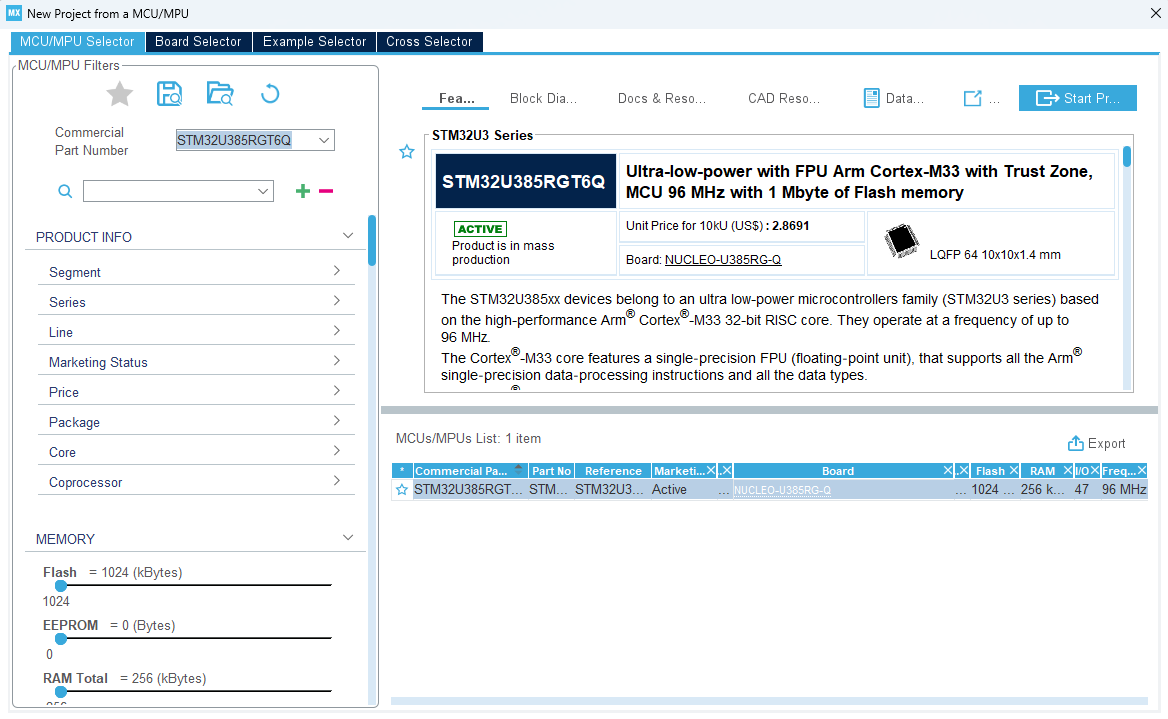 MX New Project from a MCU/MPU
MCU/MPU Selector Board Selector Example Selector Cross Selector
MCU/MPU Filters
Commercial
Part Number
STM32U385RGT6Q
PRODUCT INFO
Segment
Series
Line
Marketing Status
Price
Package
Core
Coprocessor
MEMORY
Flash = 1024 (kBytes)
1024
EEPROM = 0 (Bytes)
0
RAM Total = 256 (kBytes)
256
Fea... Block Dia... Docs & Reso... CAD Reso... Data... ... Start Pr...
STM32U3 Series
STM32U385RGT6Q
Ultra-low-power with FPU Arm Cortex-M33 with Trust Zone,
MCU 96 MHz with 1 Mbyte of Flash memory
ACTIVE
Product is in mass
production
Unit Price for 10kU (US$) : 2.8691
Board: NUCLEO-U385RG-Q
LQFP 64 10x10x1.4 mm
The STM32U385xx devices belong to an ultra low-power microcontrollers family (STM32U3 series) based
on the high-performance Arm® Cortex®-M33 32-bit RISC core. They operate at a frequency of up to
96 MHz.
The Cortex®-M33 core features a single-precision FPU (floating-point unit), that supports all the Arm®
single-precision data-processing instructions and all the data types.
MCUs/MPUs List: 1 item
Export
* Commercial Pa... Part No Reference Marketi... . Board . Flash RAM I/O Freq...
STM32U385RGT... STM... STM32U3... Active ... NUCLEO-U385RG-Q ... 1024 ... 256 k... 47 96 MHz